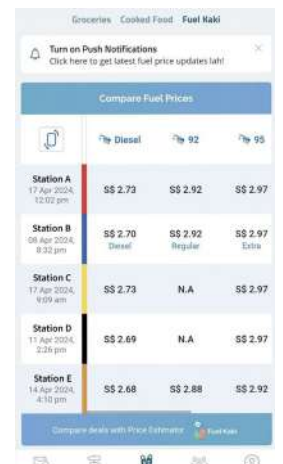 Groceries Cooked Food Fuel Kaki
Turn on Push Notifications
Click here to get latest fuel price updates lah!
Compare Fuel Prices
Diesel 92 95
Station A
17 Apr 2024,
12:02 pm
S$ 2.73 S$ 2.92 S$ 2.97
Station B
08 Apr 2024,
8:32 pm
S$ 2.70 S$ 2.92 S$ 2.97
Diesel Regular Extra
Station C
17 Apr 2024,
9:09 am
S$ 2.73 N.A S$ 2.97
Station D
11 Apr 2024,
2:26 pm
S$ 2.69 N.A S$ 2.97
Station E
14 Apr 2024,
4:10 pm
S$ 2.68 S$ 2.88 S$ 2.92
Compare deals with Price Estimator Fuel Kaki